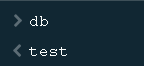 > db
< test